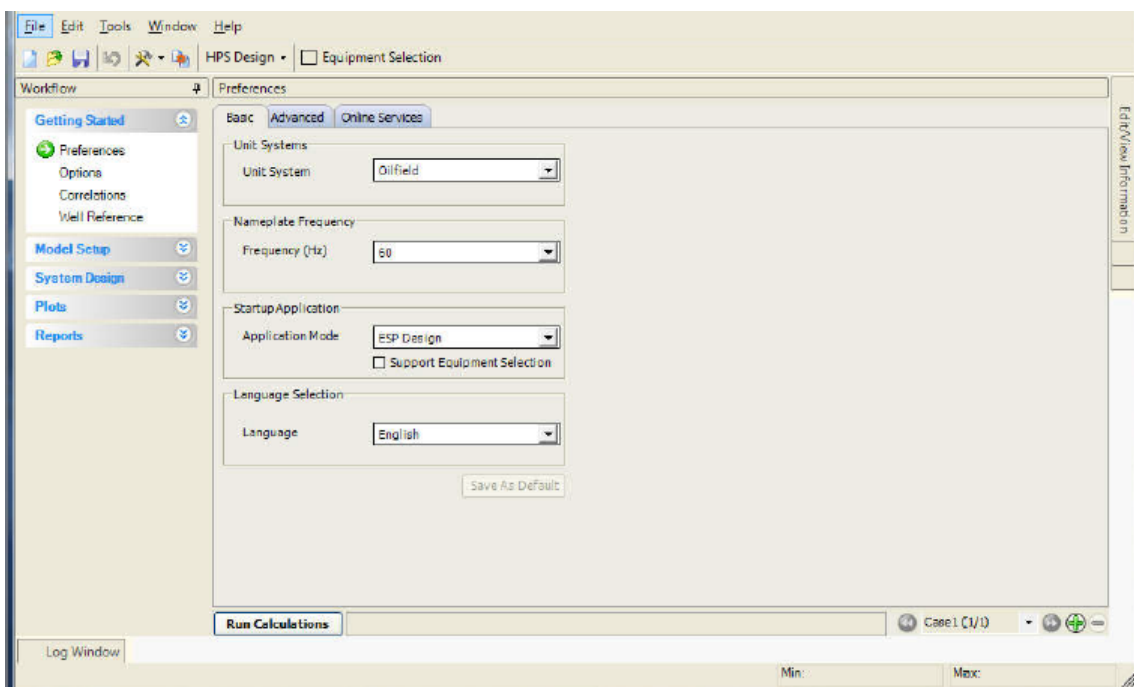 File Edit Tools Window Help
HPS Design Equipment Selection
Workflow
Preferences
Getting Started
Preferences
Options
Correlations
Well Reference
Model Setup
System Design
Plots
Reports
Basic Advanced Online Services
Unit Systems
Unit System Oilfield
Nameplate Frequency
Frequency (Hz) 60
Startup Application
Application Mode ESP Design
Support Equipment Selection
Language Selection
Language English
Save As Default
Edit/View Information
Run Calculations
Case1 (1/1)
Log Window
Min: Max: